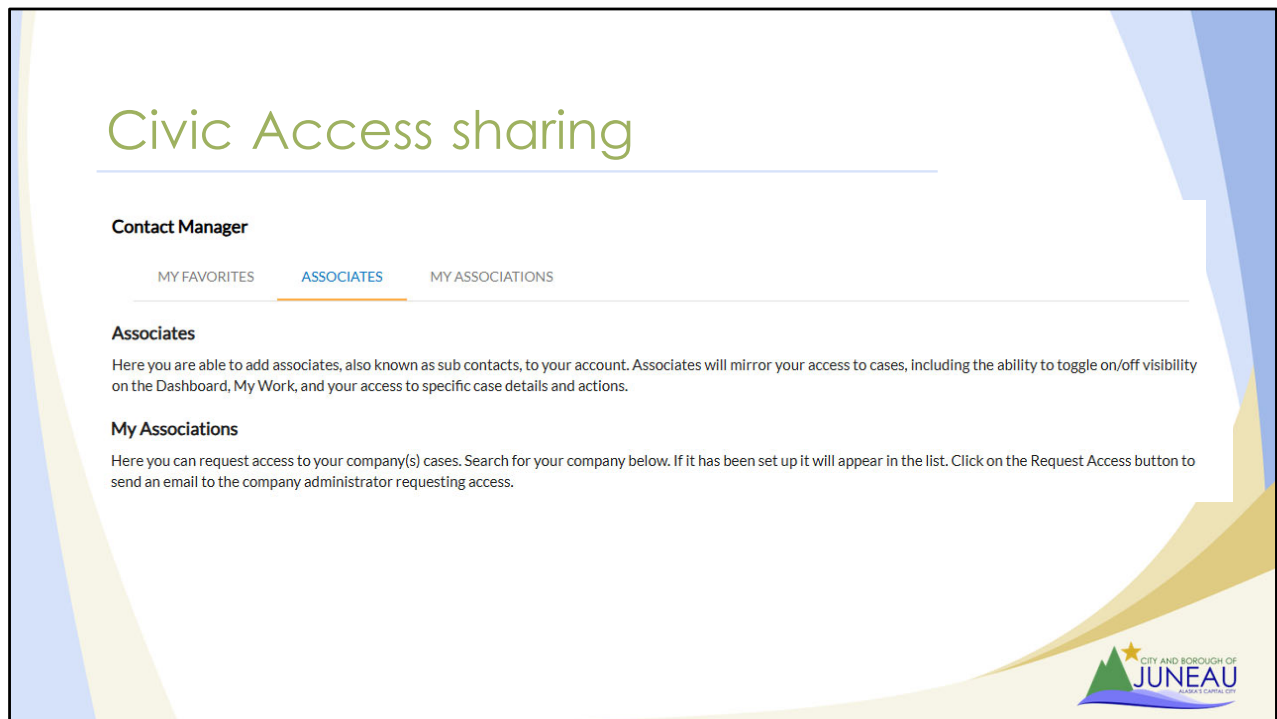 Civic Access sharing
Contact Manager
MY FAVORITES ASSOCIATES MY ASSOCIATIONS
Associates
Here you are able to add associates, also known as sub contacts, to your account. Associates will mirror your access to cases, including the ability to toggle on/off visibility
on the Dashboard, My Work, and your access to specific case details and actions.
My Associations
Here you can request access to your company(s) cases. Search for your company below. If it has been set up it will appear in the list. Click on the Request Access button to
send an email to the company administrator requesting access.
CITY AND BOROUGH OF
JUNEAU
ALASKA'S CAPITAL CITY